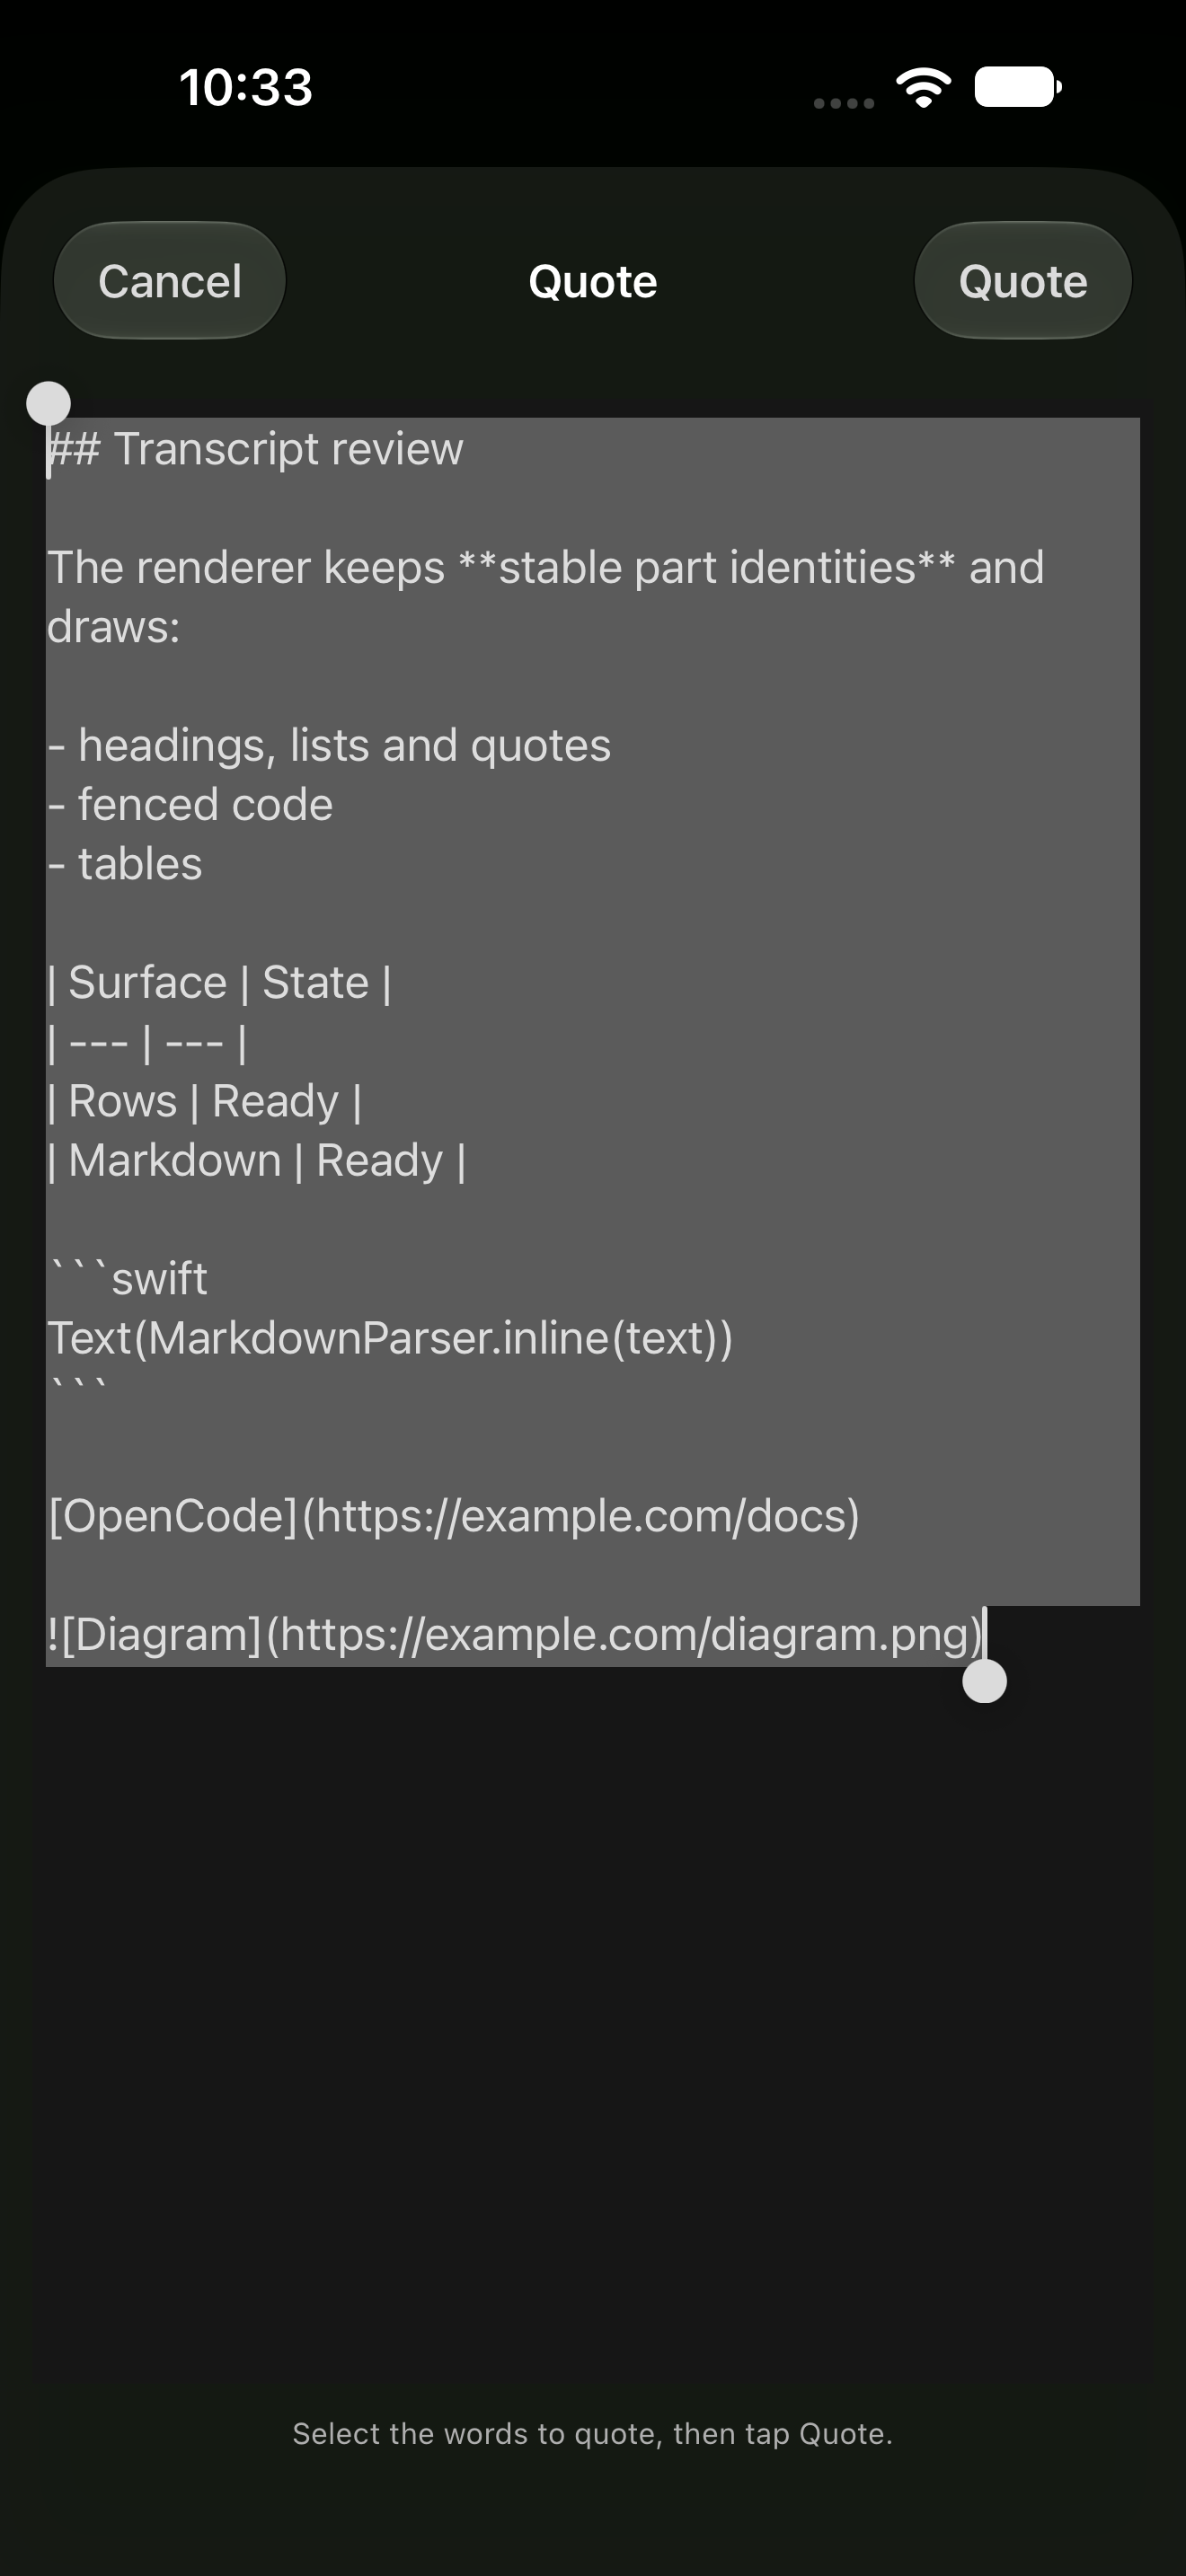 10:33
Cancel
Quote
Quote
## Transcript review
The renderer keeps **stable part identities** and
draws:
- headings, lists and quotes
- fenced code
- tables
| Surface | State |
| --- | --- |
| Rows | Ready |
| Markdown | Ready |
```swift
Text(MarkdownParser.inline(text))
```
[OpenCode](https://example.com/docs)
![Diagram](https://example.com/diagram.png)
Select the words to quote, then tap Quote.